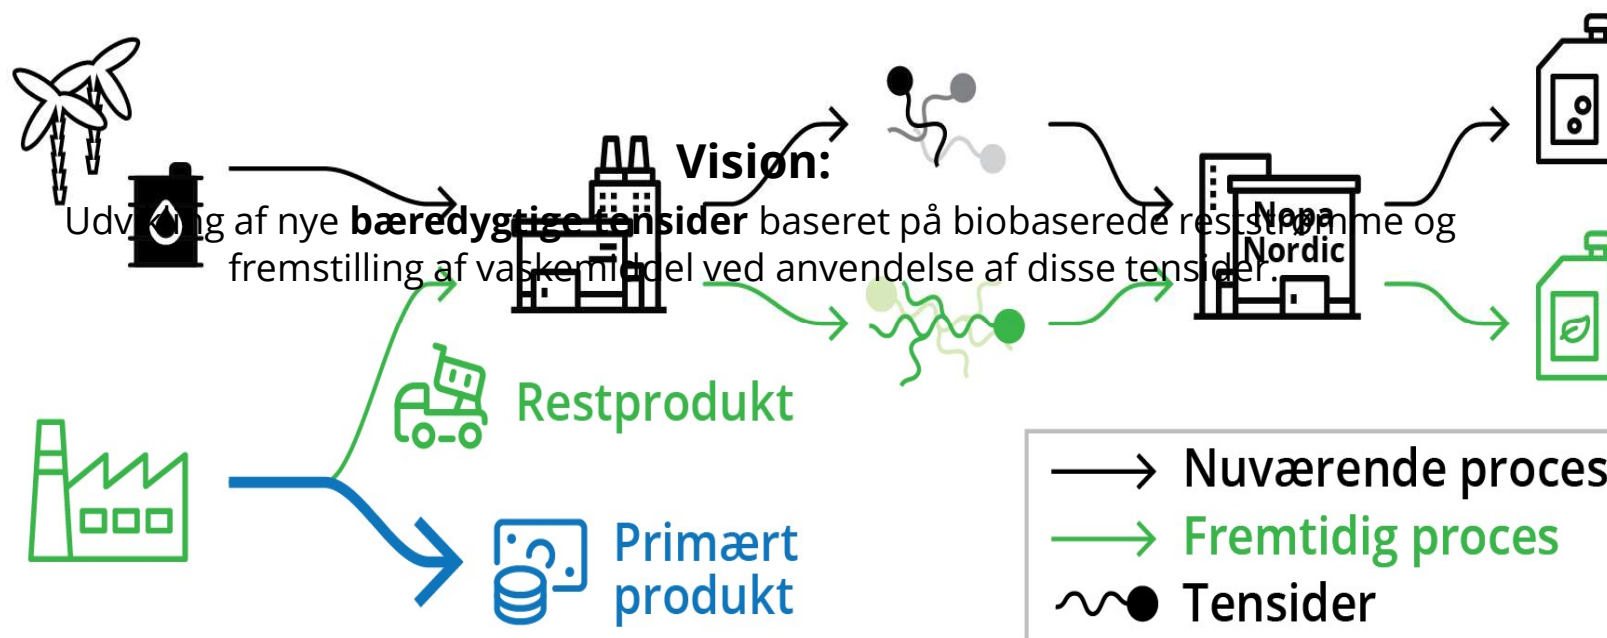 Vision:
Udvikling af nye bæredygtige tensider baseret på biobaserede reststrømme og
fremstilling af vaskemiddel ved anvendelse af disse tensider.
Nopa
Nordic
Restprodukt
Primært
produkt
Nuværende proces
Fremtidig proces
Tensider